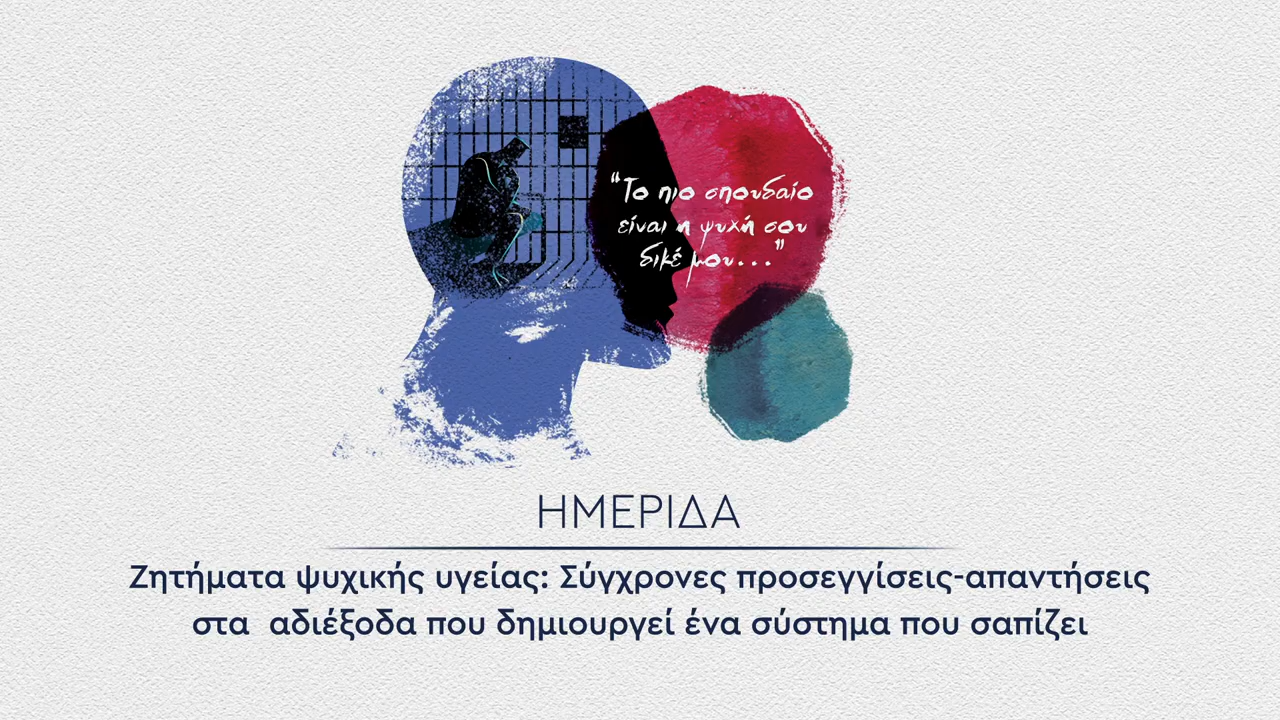 “Το πιο σπουδαίο
είναι η ψυχή σου
δικέ μου...”
ΗΜΕΡΙΔΑ
Ζητήματα ψυχικής υγείας: Σύγχρονες προσεγγίσεις-απαντήσεις
στα  αδιέξοδα που δημιουργεί ένα σύστημα που σαπίζει